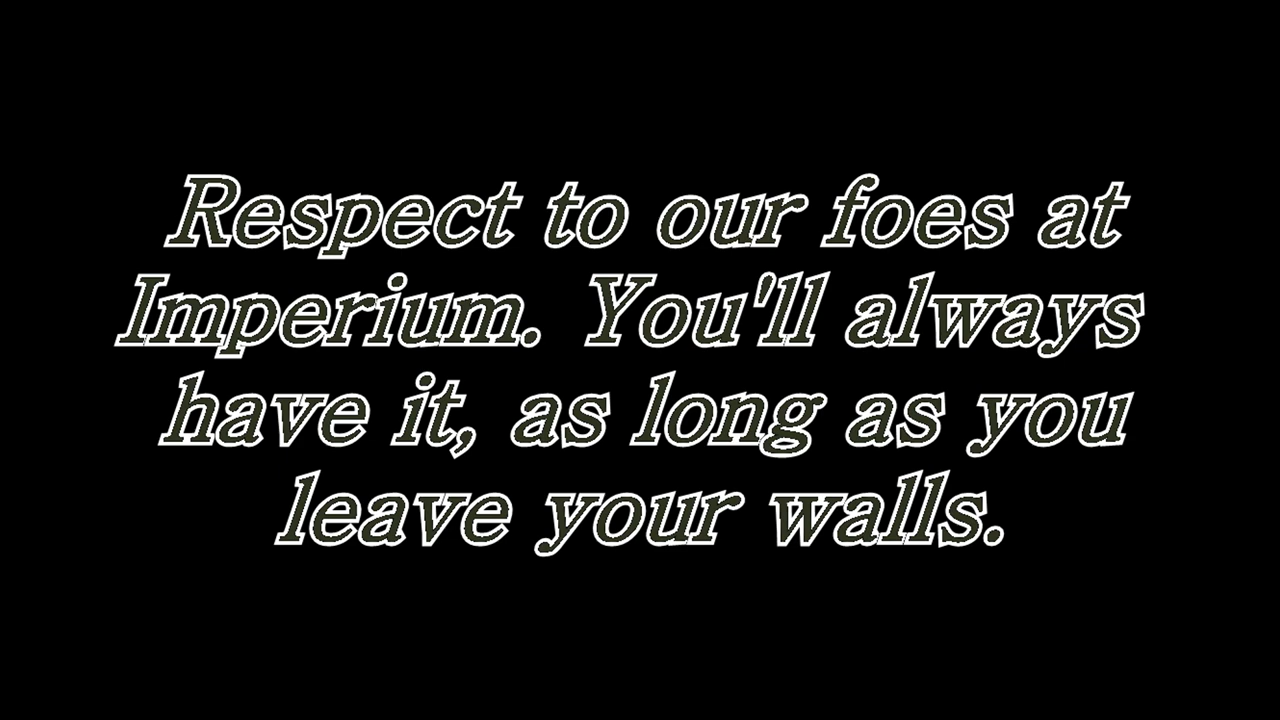 Respect to our foes at
Imperium. You'll always
have it, as long as you
leave your walls.